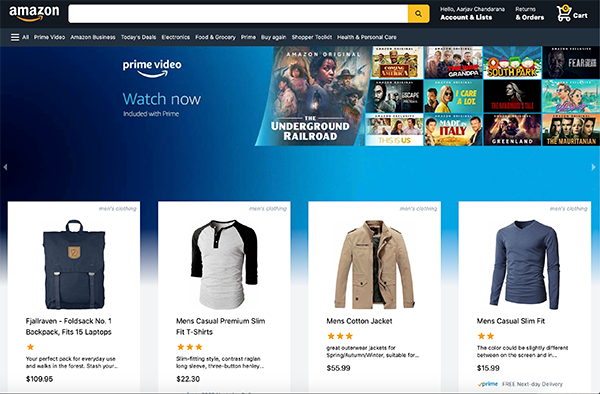 amazon
Hello, Aarjav Chandarana
Account & Lists
Returns
& Orders
0
Cart
All Prime Video Amazon Business Today's Deals Electronics Food & Grocery Prime Buy again Shopper Toolkit Health & Personal Care
prime video
Watch now
Included with Prime
AMAZON ORIGINAL
THE
UNDERGROUND
RAILROAD
COMING
AMERICA
GRANDPA
SOUTH PARK
FEAR
ESCAPE
I CARE
A LOT.
THIS IS US
MADE IN
ITALY
GREENLAND
THE MAURITANIAN
men's clothing
Fjallraven - Foldsack No. 1
Backpack, Fits 15 Laptops
Your perfect pack for everyday use
and walks in the forest. Stash your...
$109.95
men's clothing
Mens Casual Premium Slim
Fit T-Shirts
Slim-fitting style, contrast raglan
long sleeve, three-button henley...
$22.30
men's clothing
Mens Cotton Jacket
great outerwear jackets for
Spring/Autumn/Winter, suitable for...
$55.99
men's clothing
Mens Casual Slim Fit
The color could be slightly different
between on the screen and in...
$15.99
prime FREE Next-day Delivery